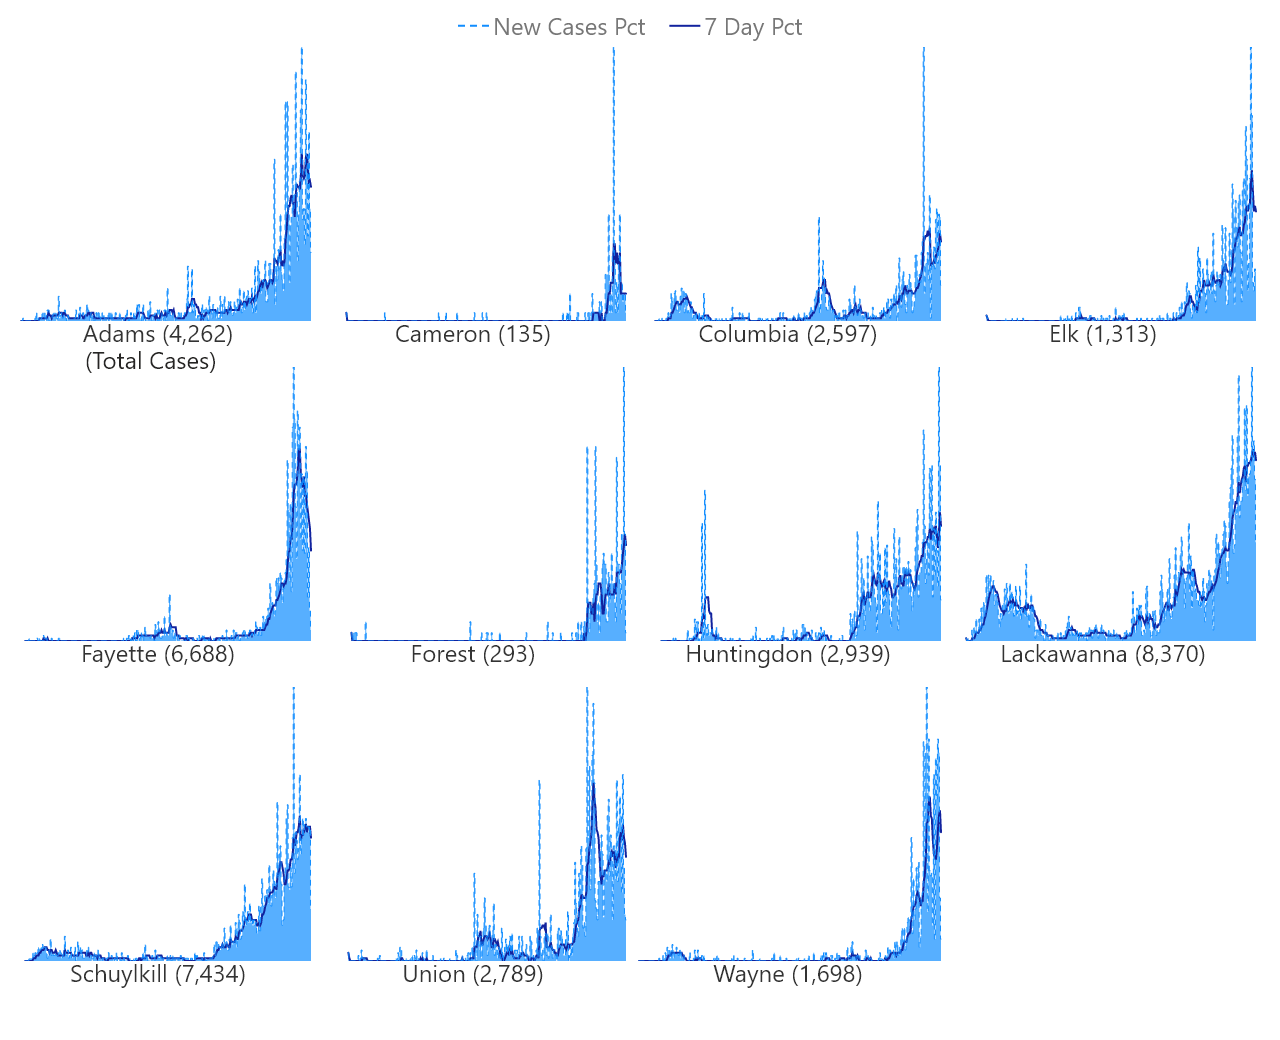 New Cases Pct 7 Day Pct
Adams (4,262)
(Total Cases)
Cameron (135)
Columbia (2,597)
Elk (1,313)
Fayette (6,688)
Forest (293)
Huntingdon (2,939)
Lackawanna (8,370)
Schuylkill (7,434)
Union (2,789)
Wayne (1,698)